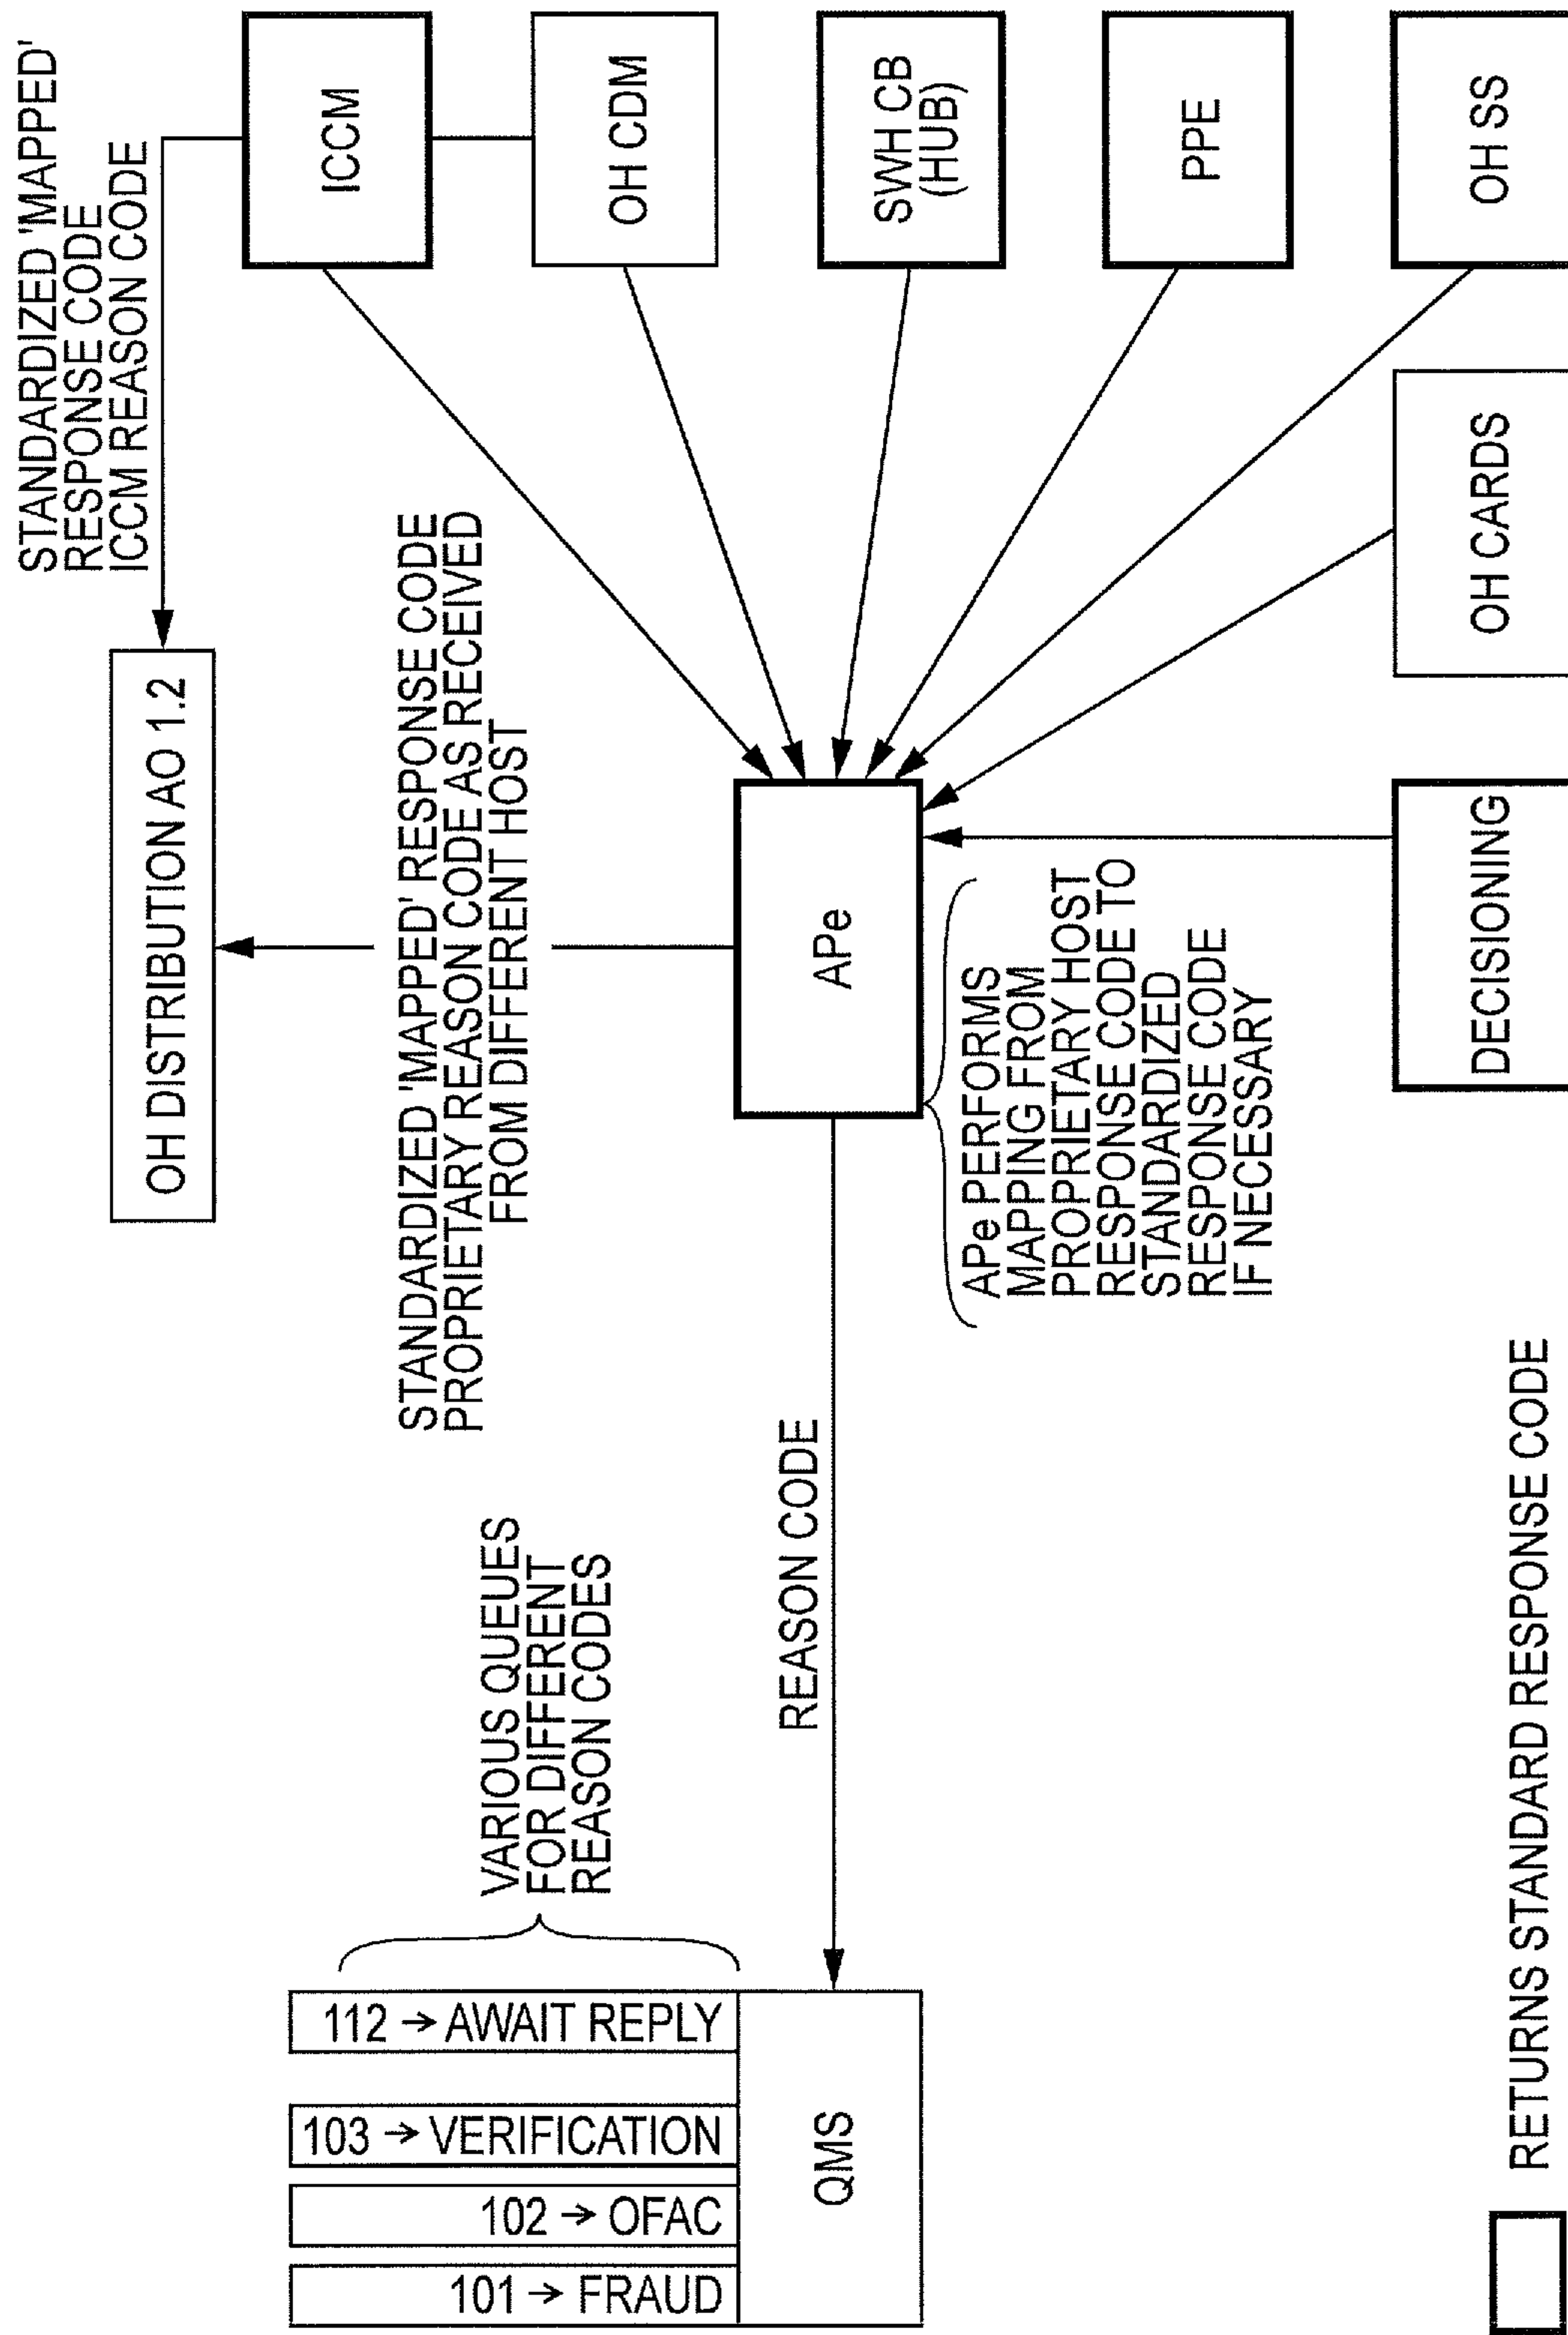 STANDARDIZED 'MAPPED'
RESPONSE CODE
ICCM REASON CODE
OH DISTRIBUTION AO 1.2
ICCM
OH CDM
SWH CB
(HUB)
PPE
OH SS
OH CARDS
DECISIONING
STANDARDIZED 'MAPPED' RESPONSE CODE
PROPRIETARY REASON CODE AS RECEIVED
FROM DIFFERENT HOST
APe
APe PERFORMS
MAPPING FROM
PROPRIETARY HOST
RESPONSE CODE TO
STANDARDIZED
RESPONSE CODE
IF NECESSARY
REASON CODE
VARIOUS QUEUES
FOR DIFFERENT
REASON CODES
101 → FRAUD
102 → OFAC
103 → VERIFICATION
112 → AWAIT REPLY
QMS
RETURNS STANDARD RESPONSE CODE